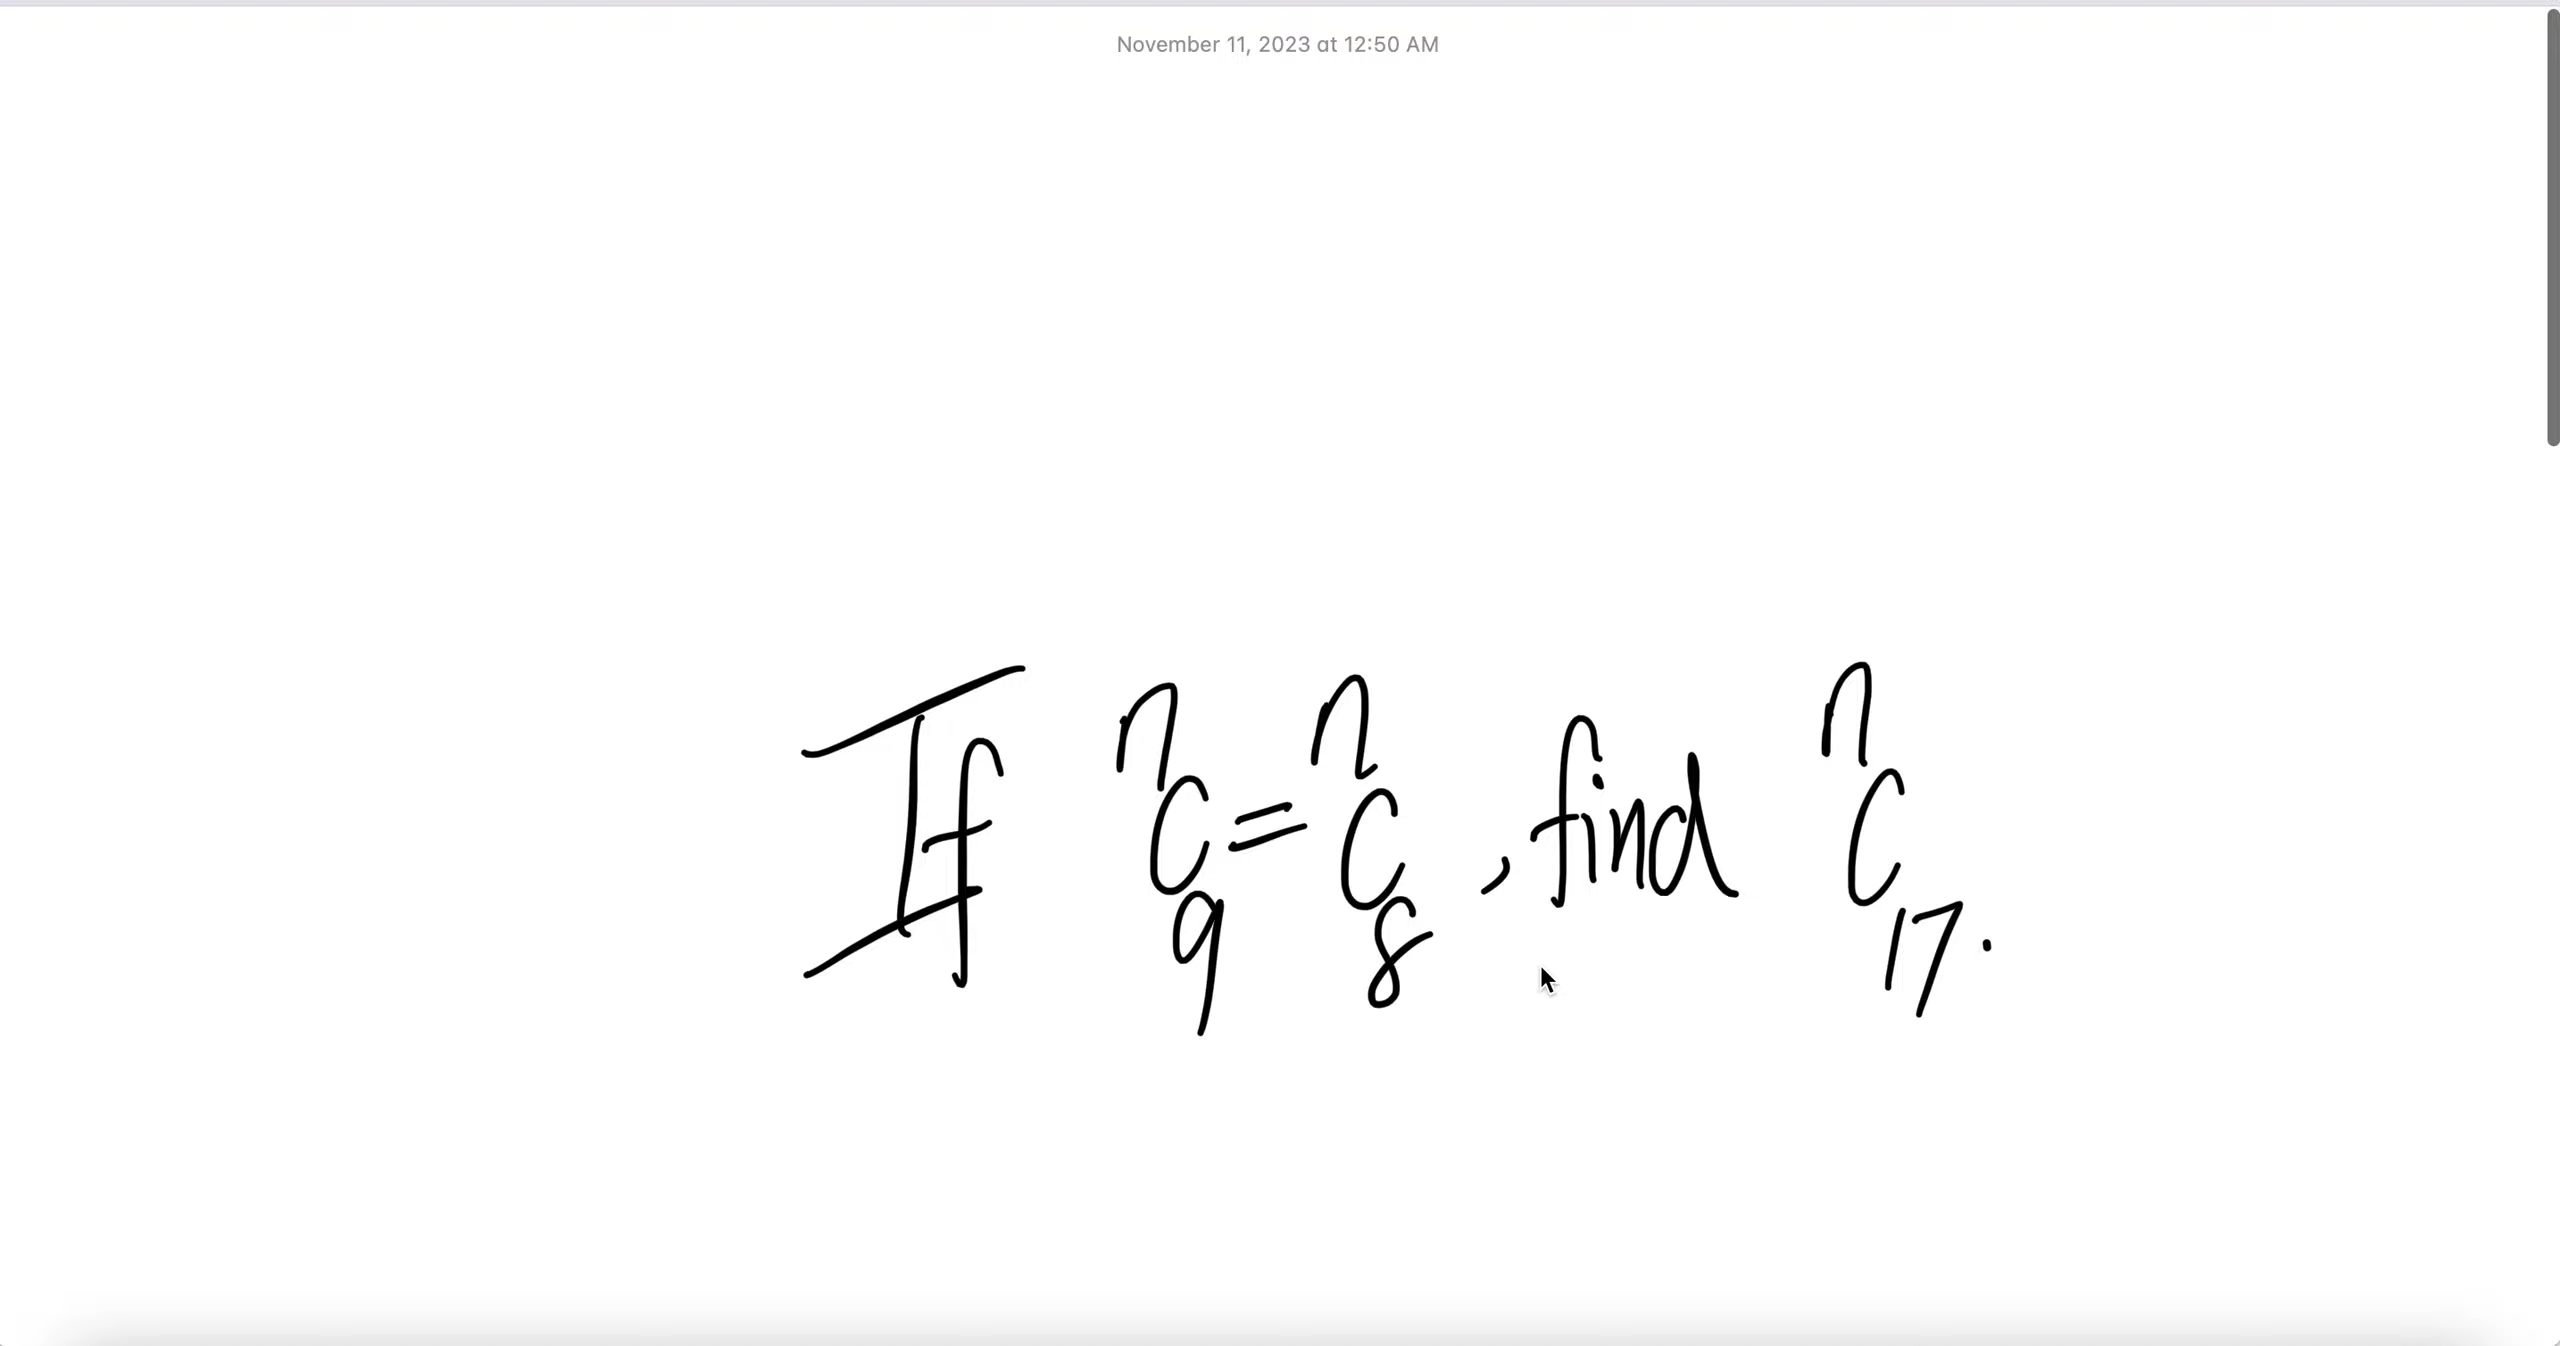 November 11, 2023 at 12:50 AM
If ⁿC₉ = ⁿC₈, find ⁿC₁₇.